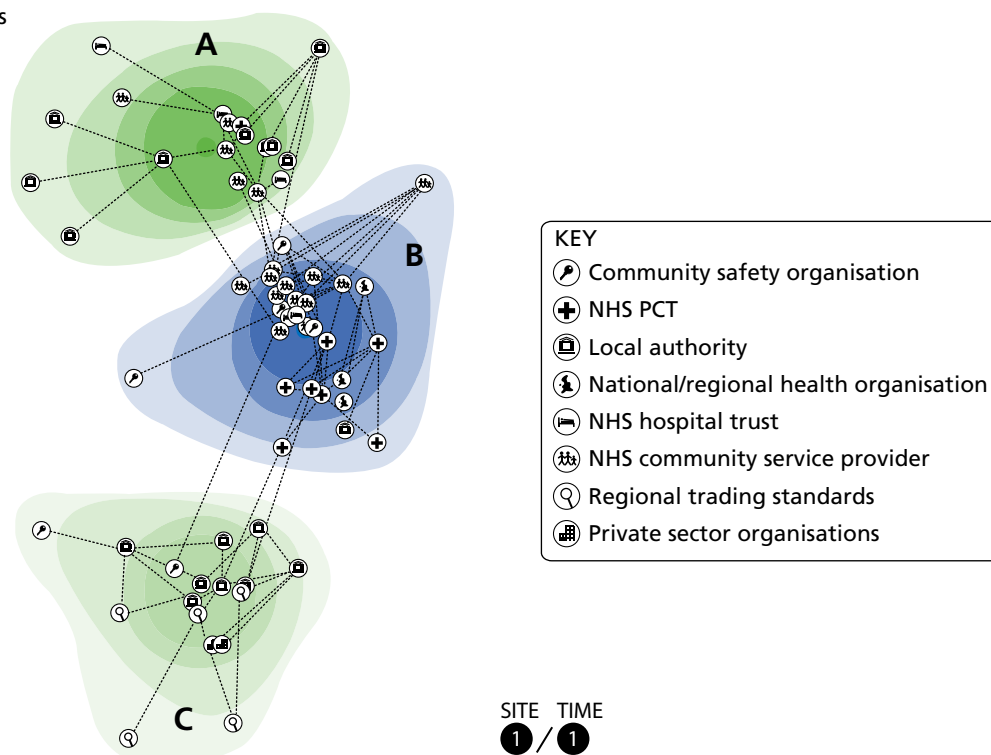 s
A
B
C
KEY
Community safety organisation
NHS PCT
Local authority
National/regional health organisation
NHS hospital trust
NHS community service provider
Regional trading standards
Private sector organisations
SITE TIME
1 / 1